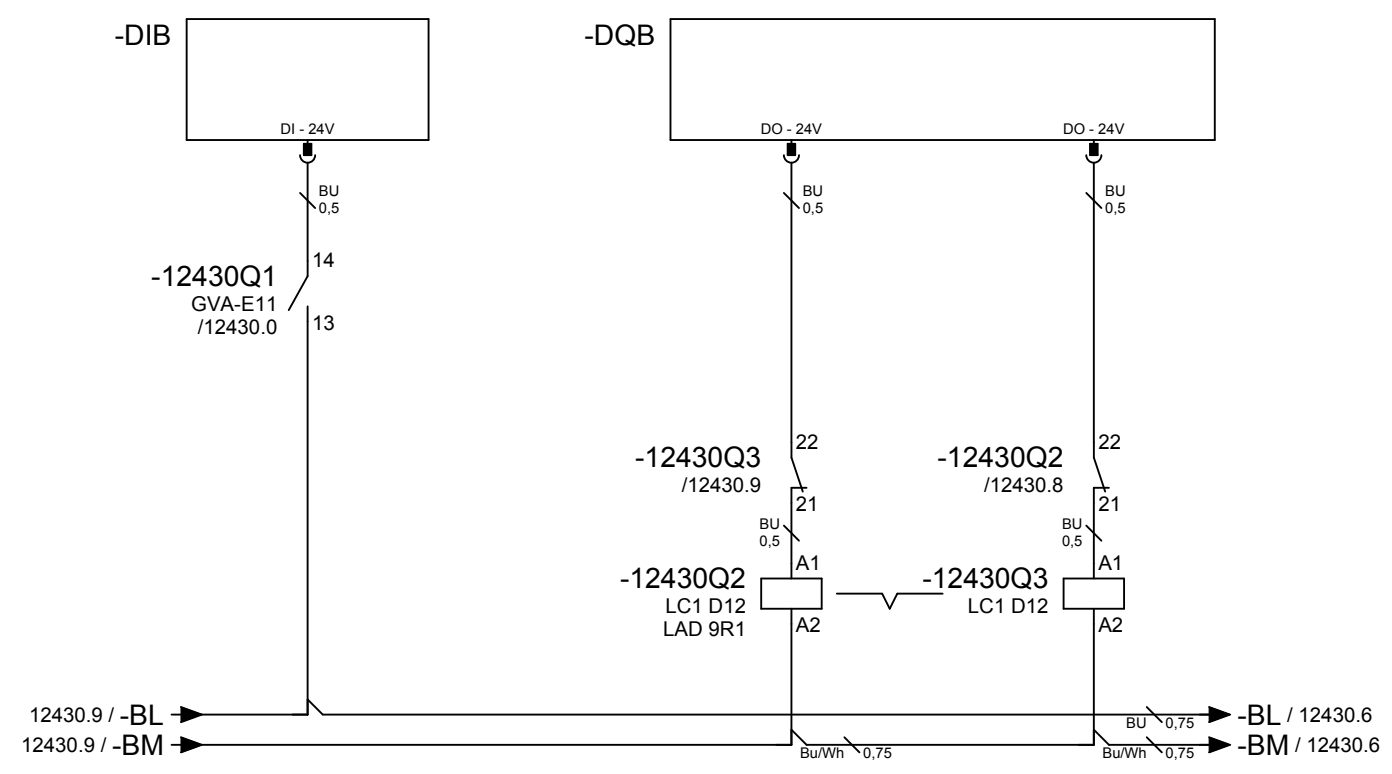 -DIB
-DQB
DI - 24V
DO - 24V
DO - 24V
BU
0,5
BU
0,5
BU
0,5
14
-12430Q1
GVA-E11
/12430.0
13
22
-12430Q3
/12430.9
21
22
-12430Q2
/12430.8
21
BU
0,5
BU
0,5
A1
-12430Q2
LC1 D12
LAD 9R1
A2
A1
-12430Q3
LC1 D12
A2
12430.9 / -BL
BU 0,75
-BL / 12430.6
12430.9 / -BM
Bu/Wh 0,75
Bu/Wh 0,75
-BM / 12430.6